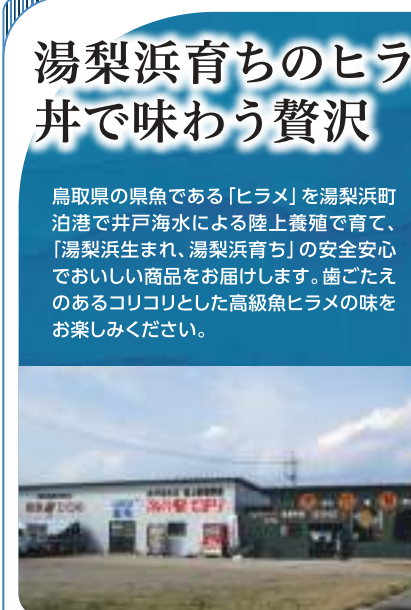 湯梨浜育ちのヒラ
丼で味わう贅沢
鳥取県の県魚である「ヒラメ」を湯梨浜町
泊港で井戸海水による陸上養殖で育て、
「湯梨浜生まれ、湯梨浜育ち」の安全安心
でおいしい商品をお届けします。歯ごたえ
のあるコリコリとした高級魚ヒラメの味を
お楽しみください。